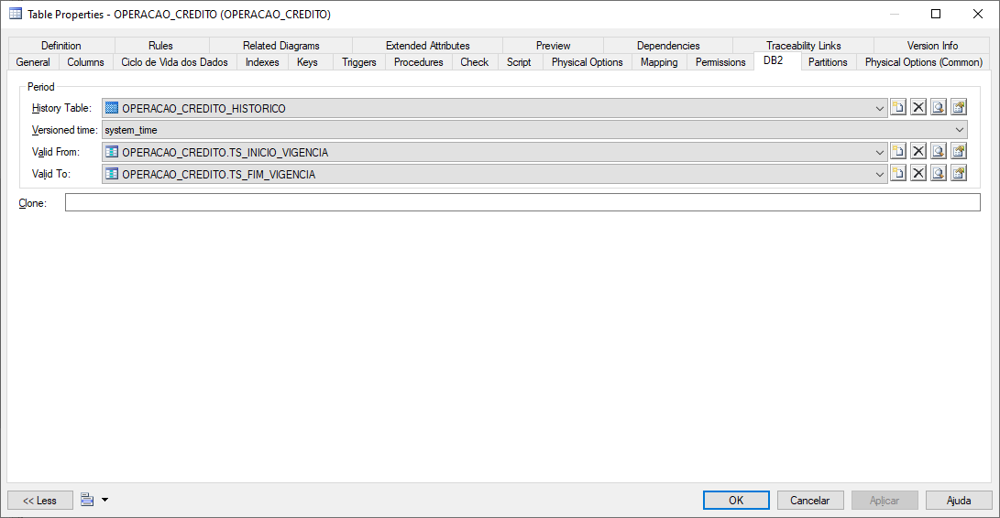 Table Properties - OPERACAO_CREDITO (OPERACAO_CREDITO)
Definition Rules Related Diagrams Extended Attributes Preview Dependencies Traceability Links Version Info
General Columns Ciclo de Vida dos Dados Indexes Keys Triggers Procedures Check Script Physical Options Mapping Permissions DB2 Partitions Physical Options (Common)
Period
History Table: OPERACAO_CREDITO_HISTORICO
Versioned time: system_time
Valid From: OPERACAO_CREDITO.TS_INICIO_VIGENCIA
Valid To: OPERACAO_CREDITO.TS_FIM_VIGENCIA
Clone:
<< Less OK Cancelar Aplicar Ajuda